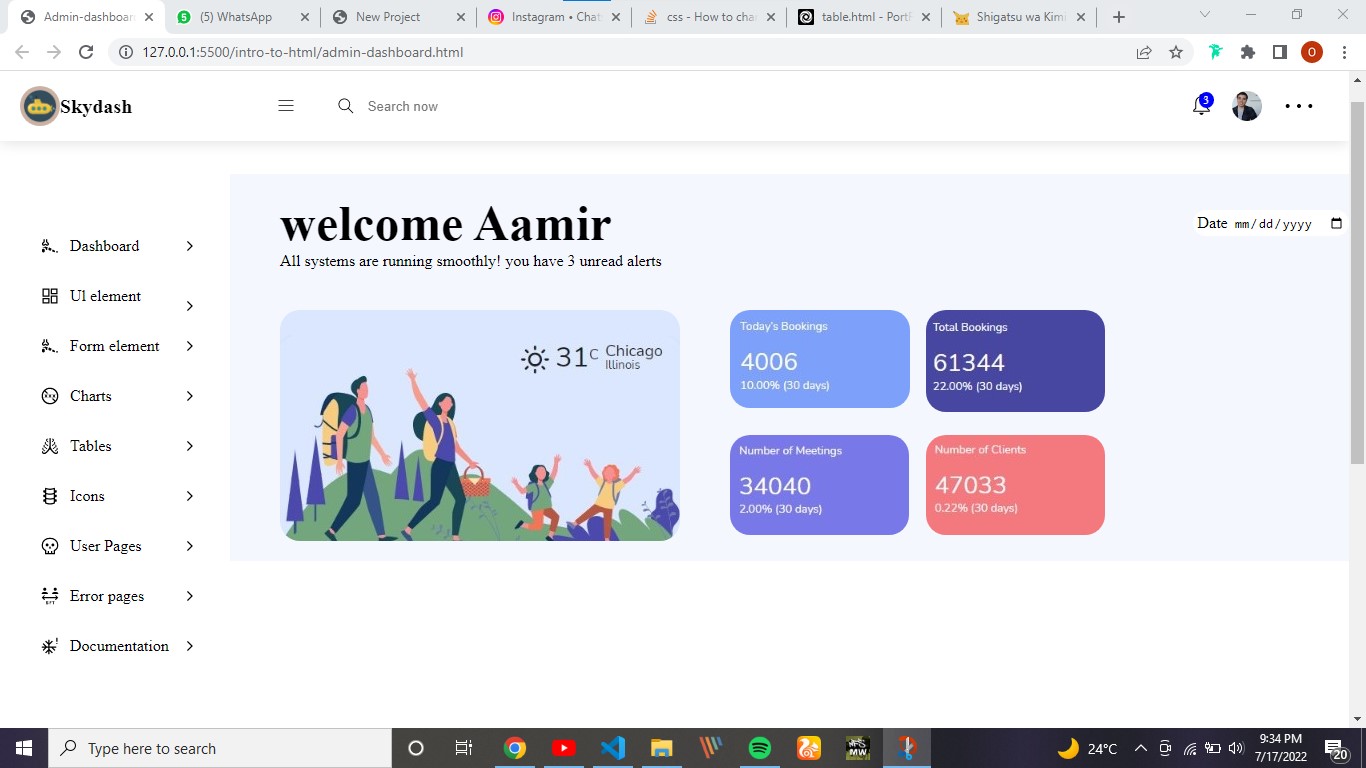 Admin-dashboar
(5) WhatsApp
New Project
Instagram • Chat
css - How to cha
table.html - Port
Shigatsu wa Kimi
127.0.0.1:5500/intro-to-html/admin-dashboard.html
O
Skydash
Search now
3
welcome Aamir
Date mm/dd/yyyy
All systems are running smoothly! you have 3 unread alerts
Dashboard
Ul element
Form element
Charts
Tables
Icons
User Pages
Error pages
Documentation
31 C Chicago
Illinois
Today's Bookings
4006
10.00% (30 days)
Total Bookings
61344
22.00% (30 days)
Number of Meetings
34040
2.00% (30 days)
Number of Clients
47033
0.22% (30 days)
Type here to search
MW
24°C
9:34 PM
7/17/2022
20